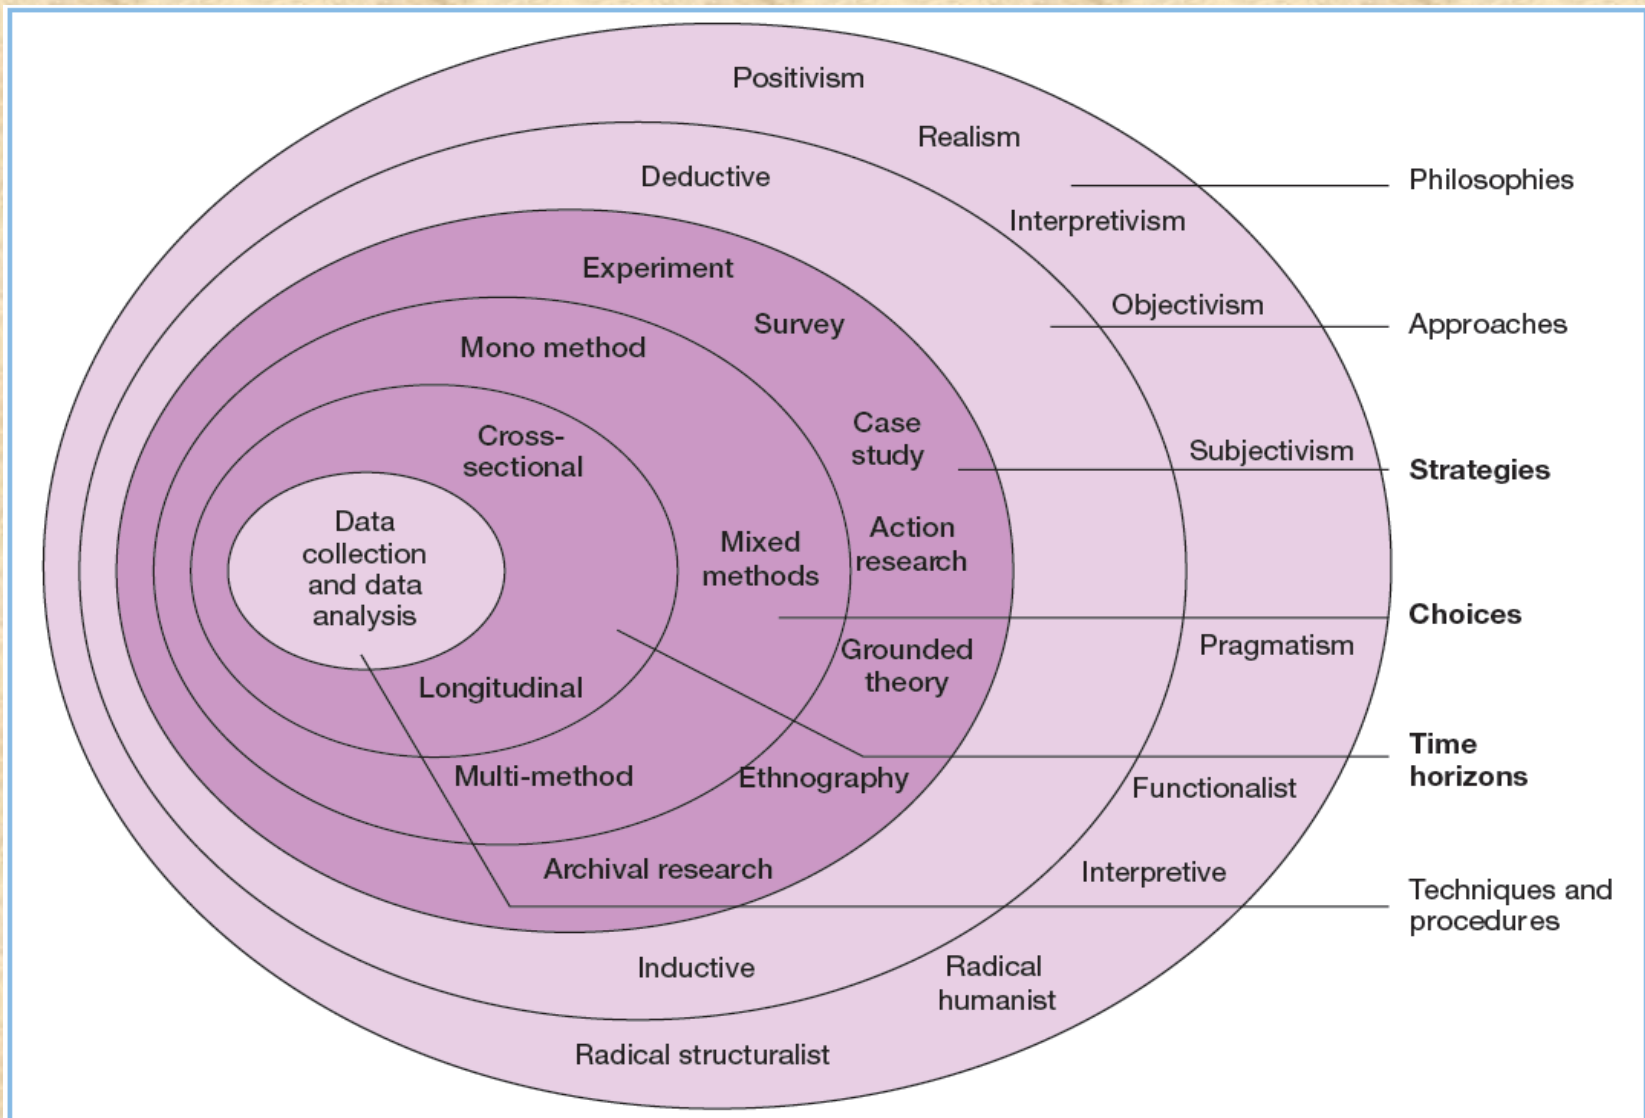 Positivism
Realism
Philosophies
Deductive
Interpretivism
Experiment
Objectivism
Survey
Approaches
Mono method
Case
study
Cross-
sectional
Subjectivism
Strategies
Data
collection
and data
analysis
Mixed
methods
Action
research
Choices
Grounded
theory
Pragmatism
Longitudinal
Time
horizons
Multi-method
Ethnography
Functionalist
Archival research
Interpretive
Techniques and
procedures
Inductive
Radical
humanist
Radical structuralist